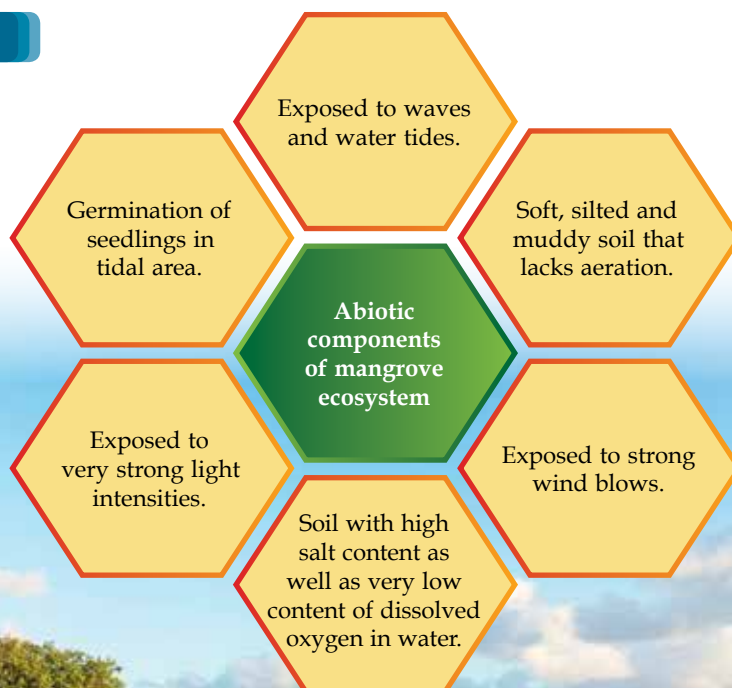 Exposed to waves
and water tides.
Germination of
seedlings in
tidal area.
Soft, silted and
muddy soil that
lacks aeration.
Abiotic
components
of mangrove
ecosystem
Exposed to
very strong light
intensities.
Exposed to strong
wind blows.
Soil with high
salt content as
well as very low
content of dissolved
oxygen in water.